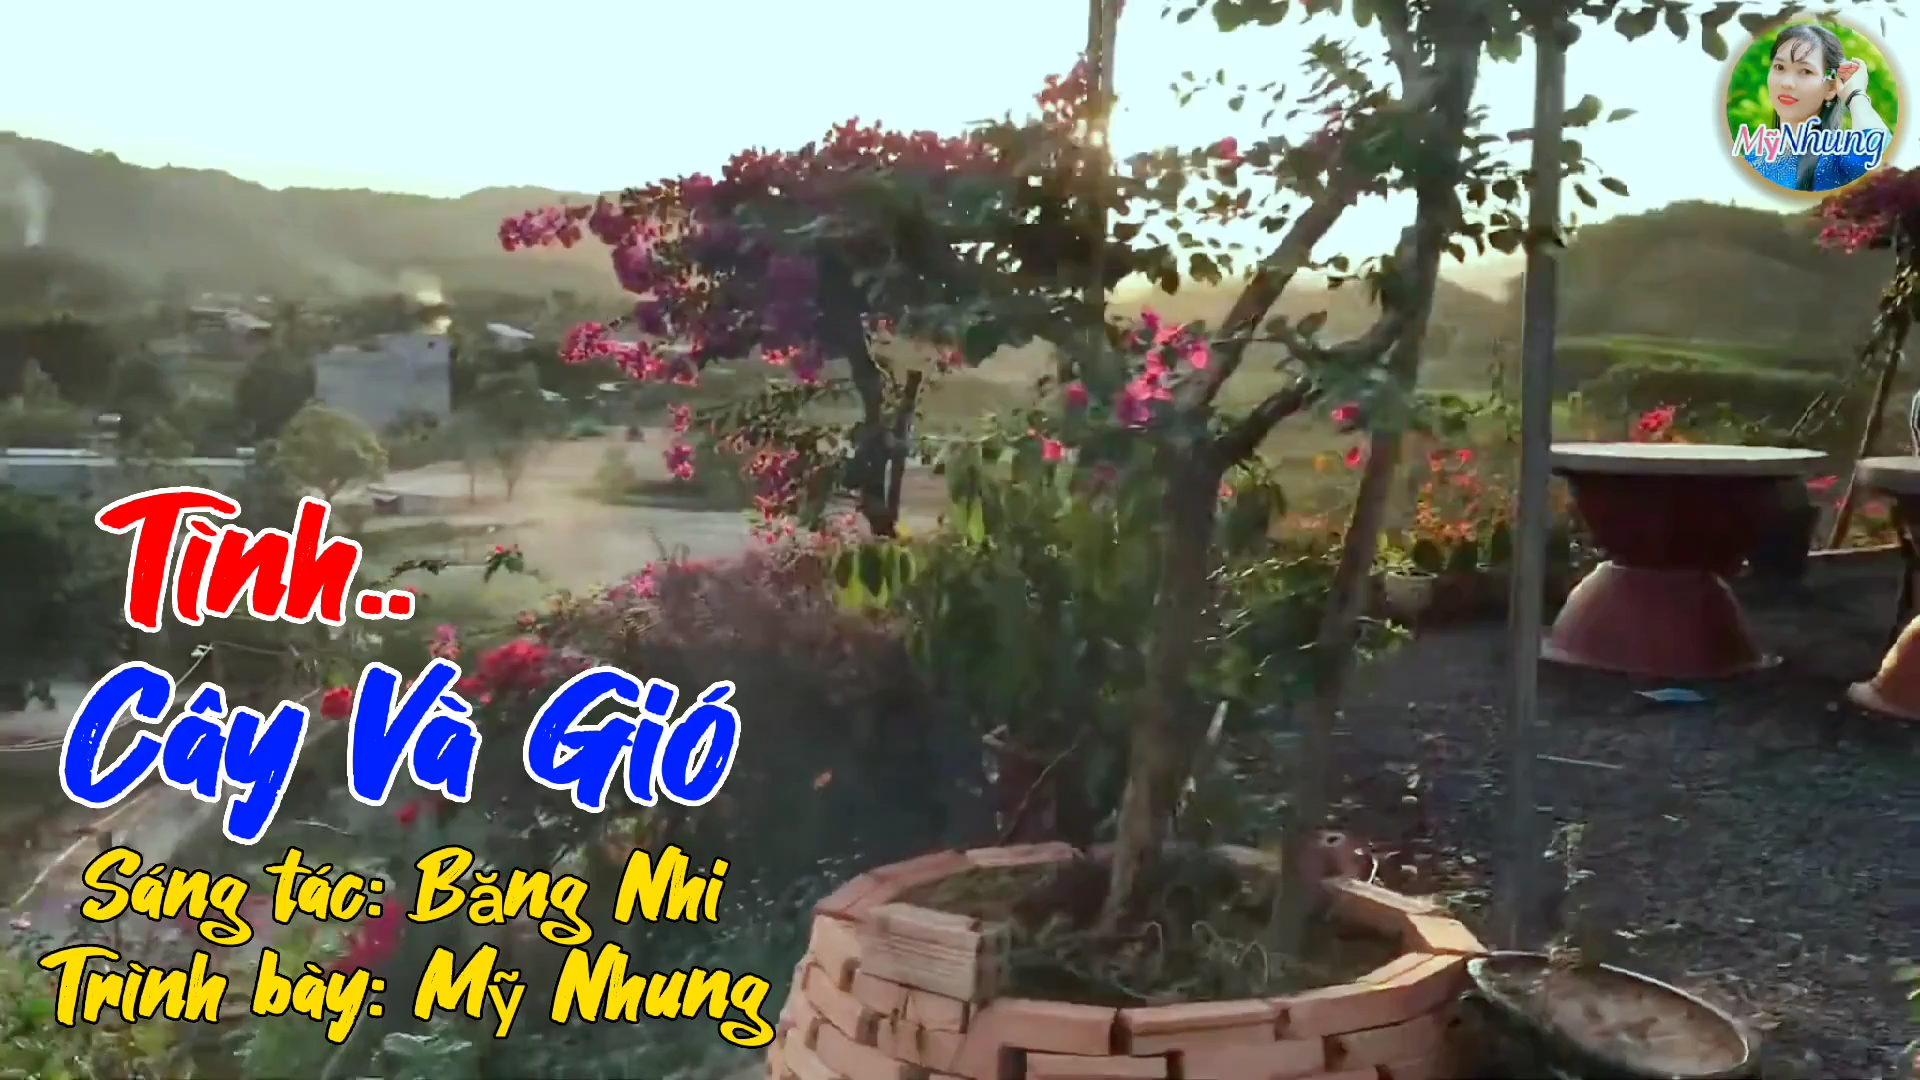 MỹNhung
Tình..
Cây Và Gió
Sáng tác: Băng Nhi
Trình bày: Mỹ Nhung